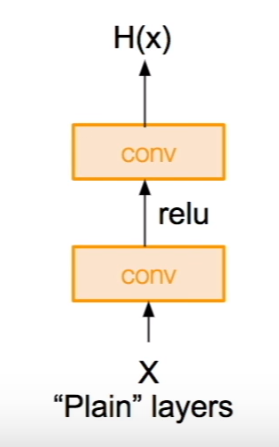 H(x)
conv
relu
conv
X
“Plain” layers